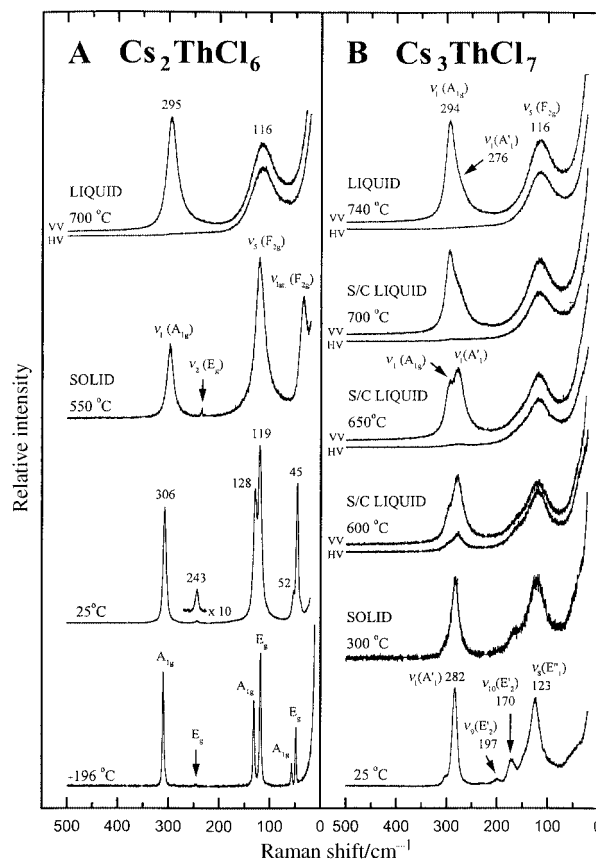 A Cs2ThCl6
295
116
LIQUID
700 °C
VV
HV
ν5 (F2g)
νlat. (F2g)
ν1 (A1g)
ν2 (Eg)
SOLID
550 °C
119
128
45
306
243
52
x 10
25°C
A1g
Eg
A1g
Eg
Eg
A1g
-196 °C
500 400 300 200 100 0
B Cs3ThCl7
ν1 (A1g)
294
ν1(A'1)
276
ν5 (F2g)
116
LIQUID
740 °C
VV
HV
S/C LIQUID
700 °C
VV
HV
ν1 (A1g)
ν1(A'1)
S/C LIQUID
650°C
VV
HV
S/C LIQUID
600 °C
VV
HV
SOLID
300 °C
ν1(A'1) 282
ν10(E'2)
170
ν8(E"1)
123
ν9(E'2)
197
25 °C
500 400 300 200 100 0
Relative intensity
Raman shift/cm—1